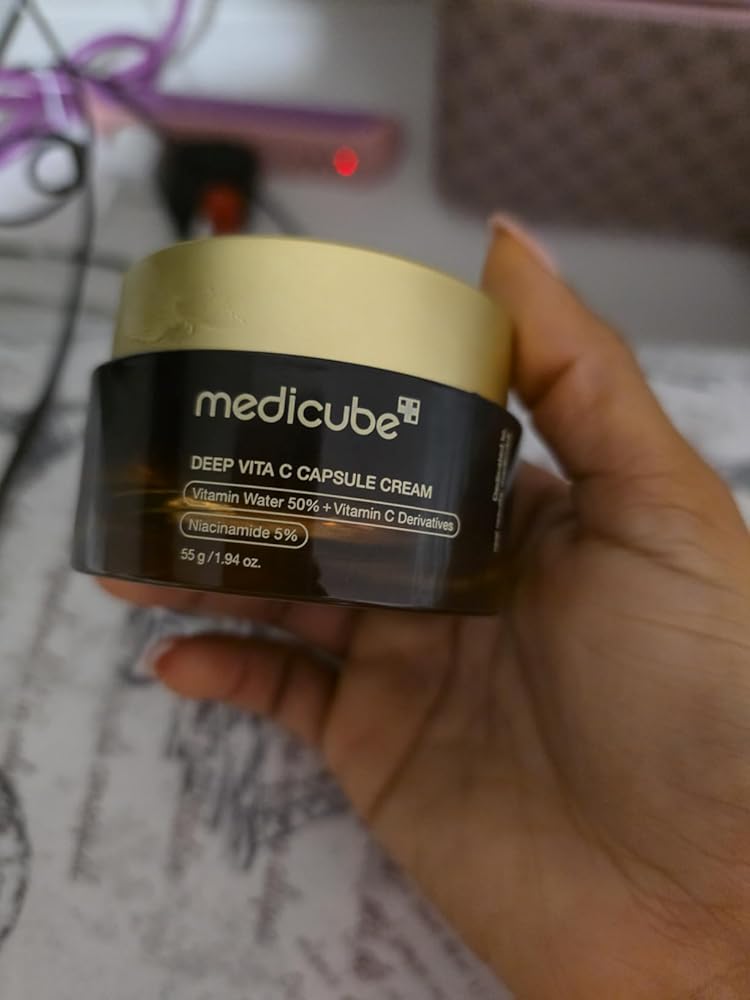 medicube
DEEP VITA C CAPSULE CREAM
Vitamin Water 50% + Vitamin C Derivatives
Niacinamide 5%
55 g / 1.94 oz.